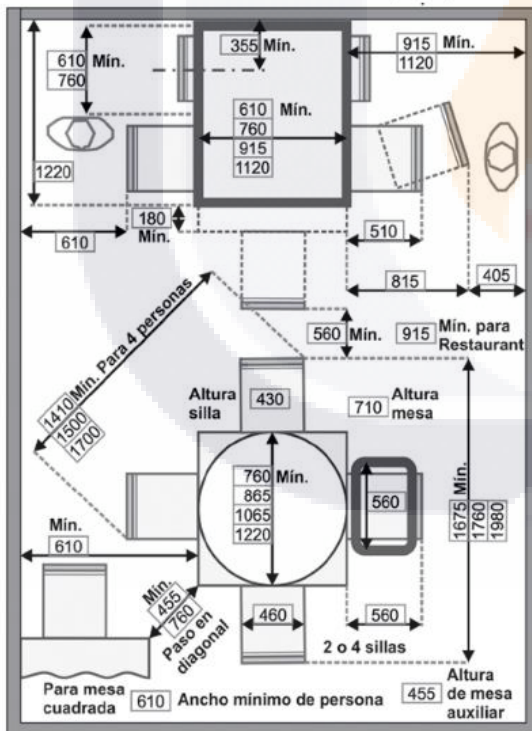 355 Mín.
610 Mín.
760
915
1120
610 Mín.
760
915
1120
1220
180
Mín.
610
510
815
405
560 Mín.
915 Mín. para
Restaurant
1410 Mín. Para 4 personas
1500
1700
Altura
silla
430
710 Altura
mesa
760 Mín.
865
1065
1220
560
1675 Mín.
1760
1980
Mín.
610
Mín.
455
760
Paso en
diagonal
460
560
2 o 4 sillas
Para mesa
cuadrada
610 Ancho mínimo de persona
455 Altura
de mesa
auxiliar